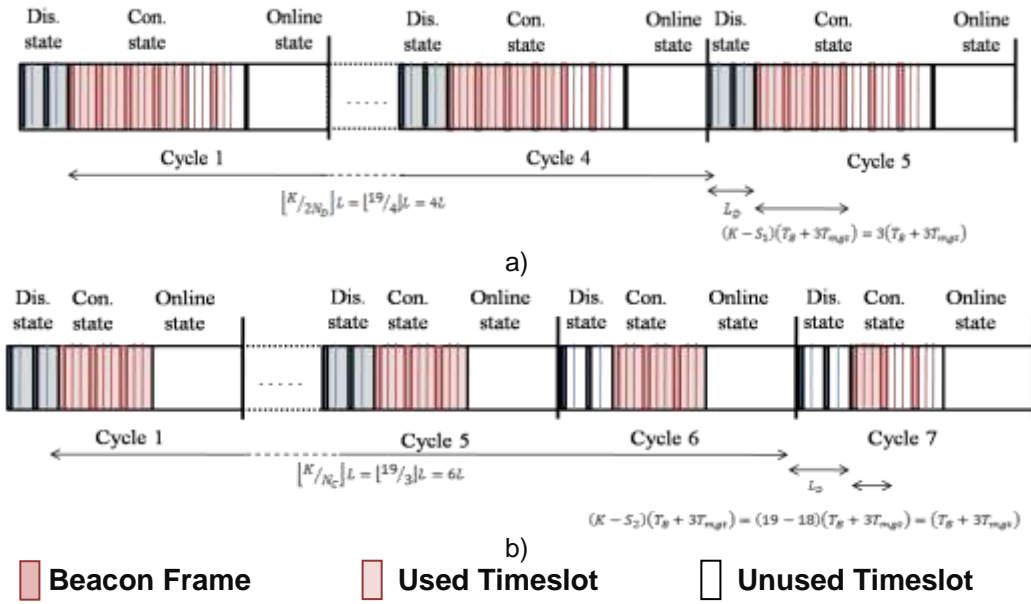 Dis. state Con. state Online state Dis. state Con. state Online state Dis. state Con. state Online state
.....
Cycle 1 Cycle 4 Cycle 5
⌊K/2N_D⌋L = ⌊19/4⌋L = 4L
L_D
(K − S_1)(T_B + 3T_mgt) = 3(T_B + 3T_mgt)
a)
Dis. state Con. state Online state Dis. state Con. state Online state Dis. state Con. state Online state Dis. state Con. state Online state
.....
Cycle 1 Cycle 5 Cycle 6 Cycle 7
⌊K/N_C⌋L = ⌊19/3⌋L = 6L
L_D
(K − S_2)(T_B + 3T_mgt) = (19 − 18)(T_B + 3T_mgt) = (T_B + 3T_mgt)
b)
Beacon Frame Used Timeslot Unused Timeslot